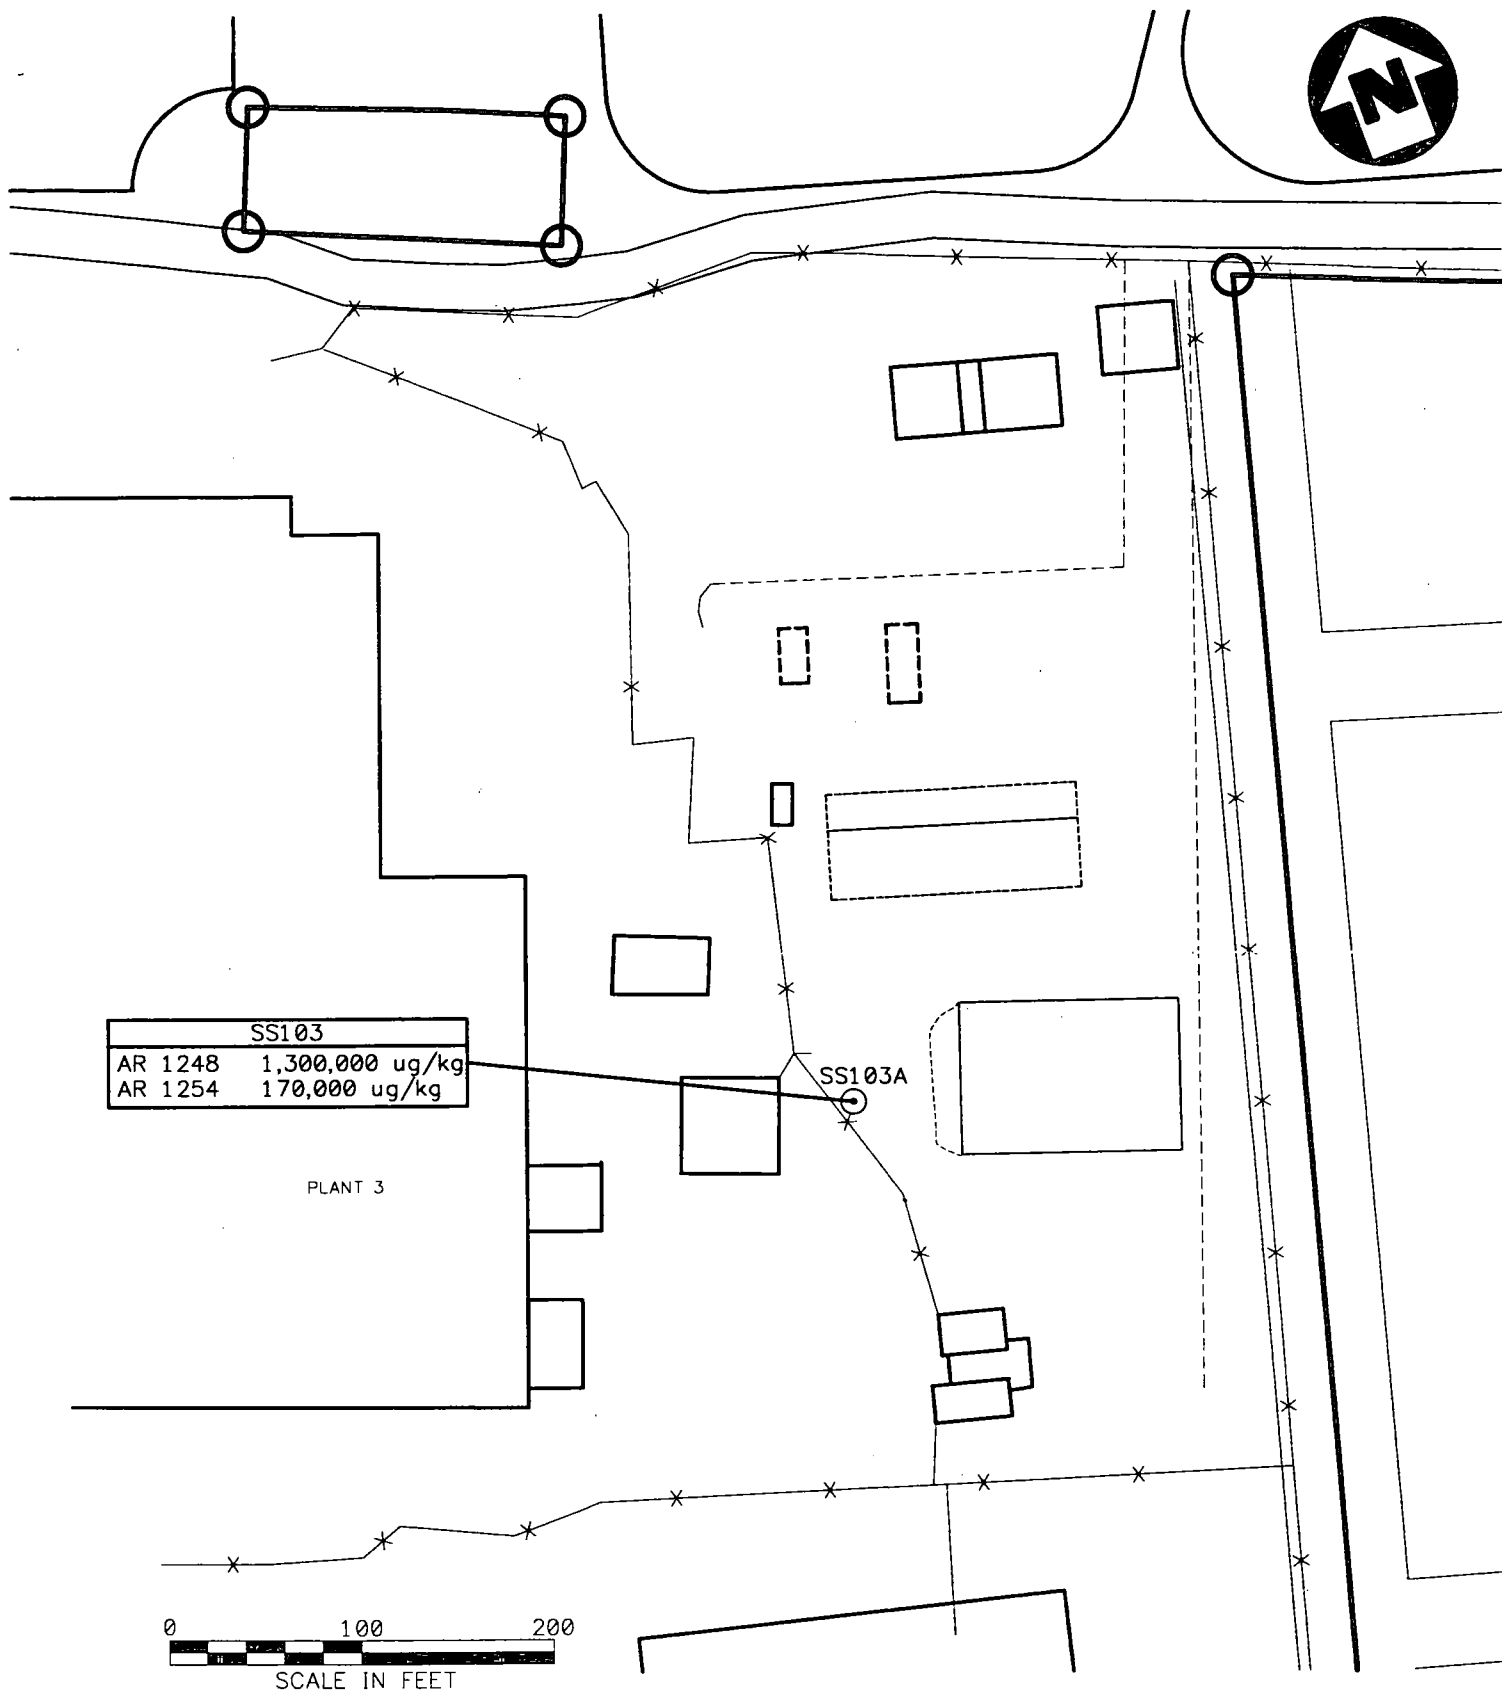 N
SS103
AR 1248 1,300,000 ug/kg
AR 1254 170,000 ug/kg
SS103A
PLANT 3
0 100 200
SCALE IN FEET